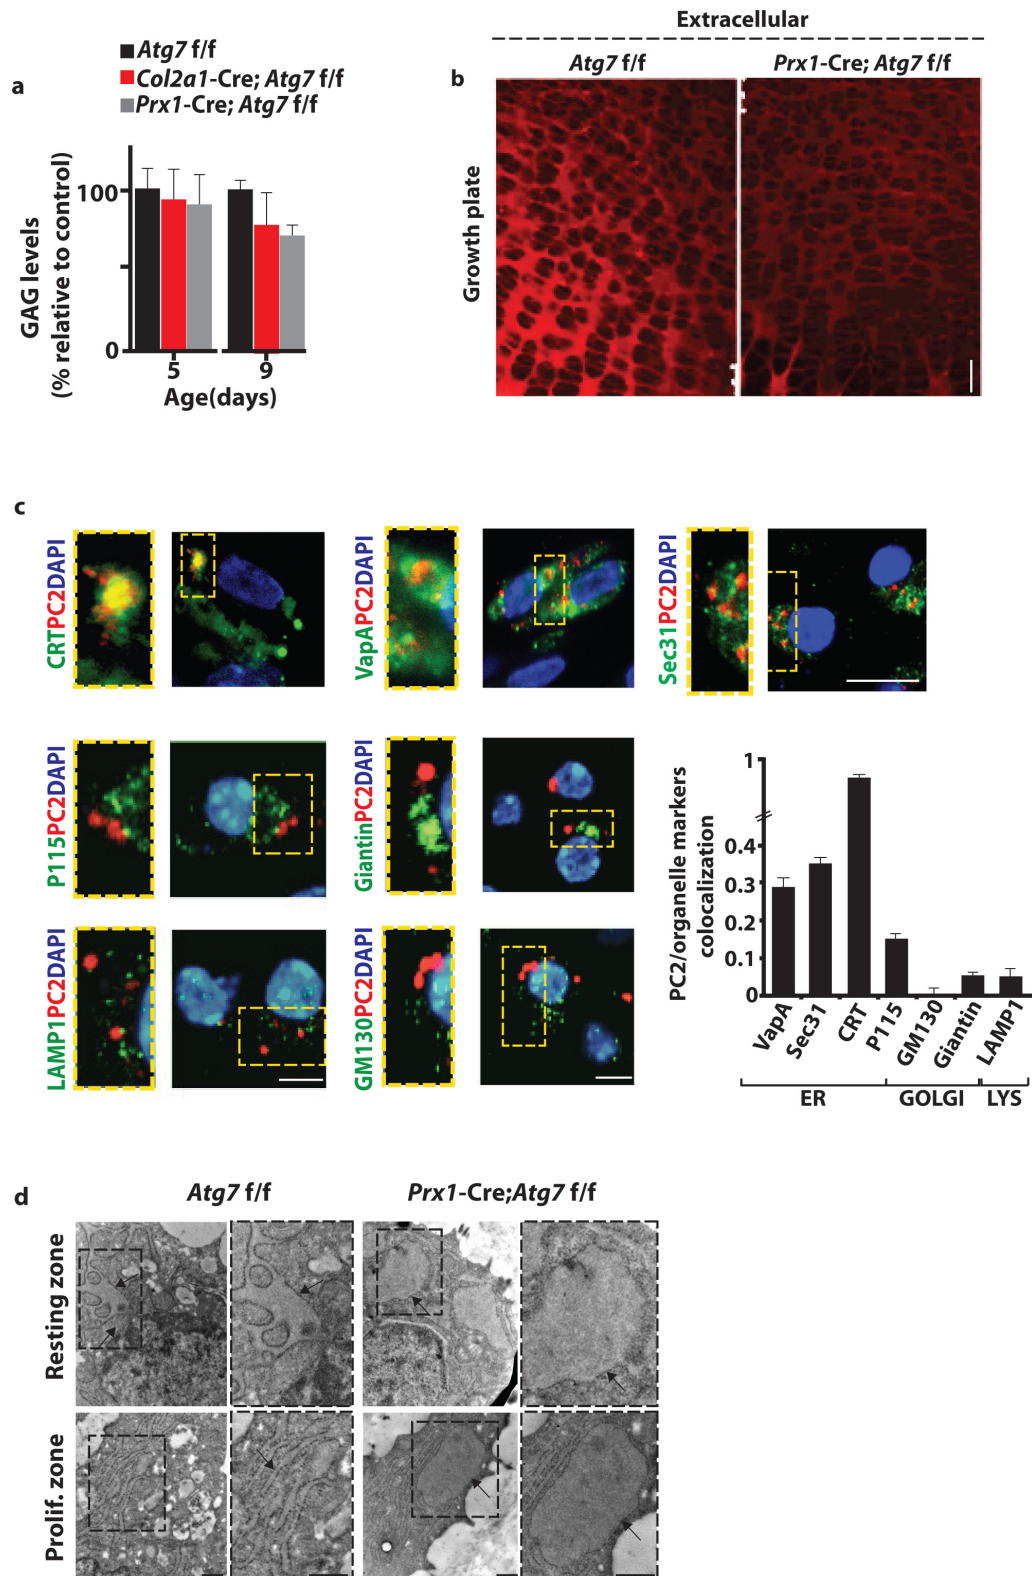 a
Atg7 f/f
Col2a1-Cre; Atg7 f/f
Prx1-Cre; Atg7 f/f
GAG levels
(% relative to control)
100
0
5
9
Age(days)
b
Extracellular
Atg7 f/f
Prx1-Cre; Atg7 f/f
Growth plate
c
CRTPC2DAPI
VapAPC2DAPI
Sec31PC2DAPI
P115PC2DAPI
GiantinPC2DAPI
LAMP1PC2DAPI
GM130PC2DAPI
PC2/organelle markers
colocalization
1
0.4
0.3
0.2
0.1
0
VapA
Sec31
CRT
P115
GM130
Giantin
LAMP1
ER
GOLGI
LYS
d
Atg7 f/f
Prx1-Cre;Atg7 f/f
Resting zone
Prolif. zone